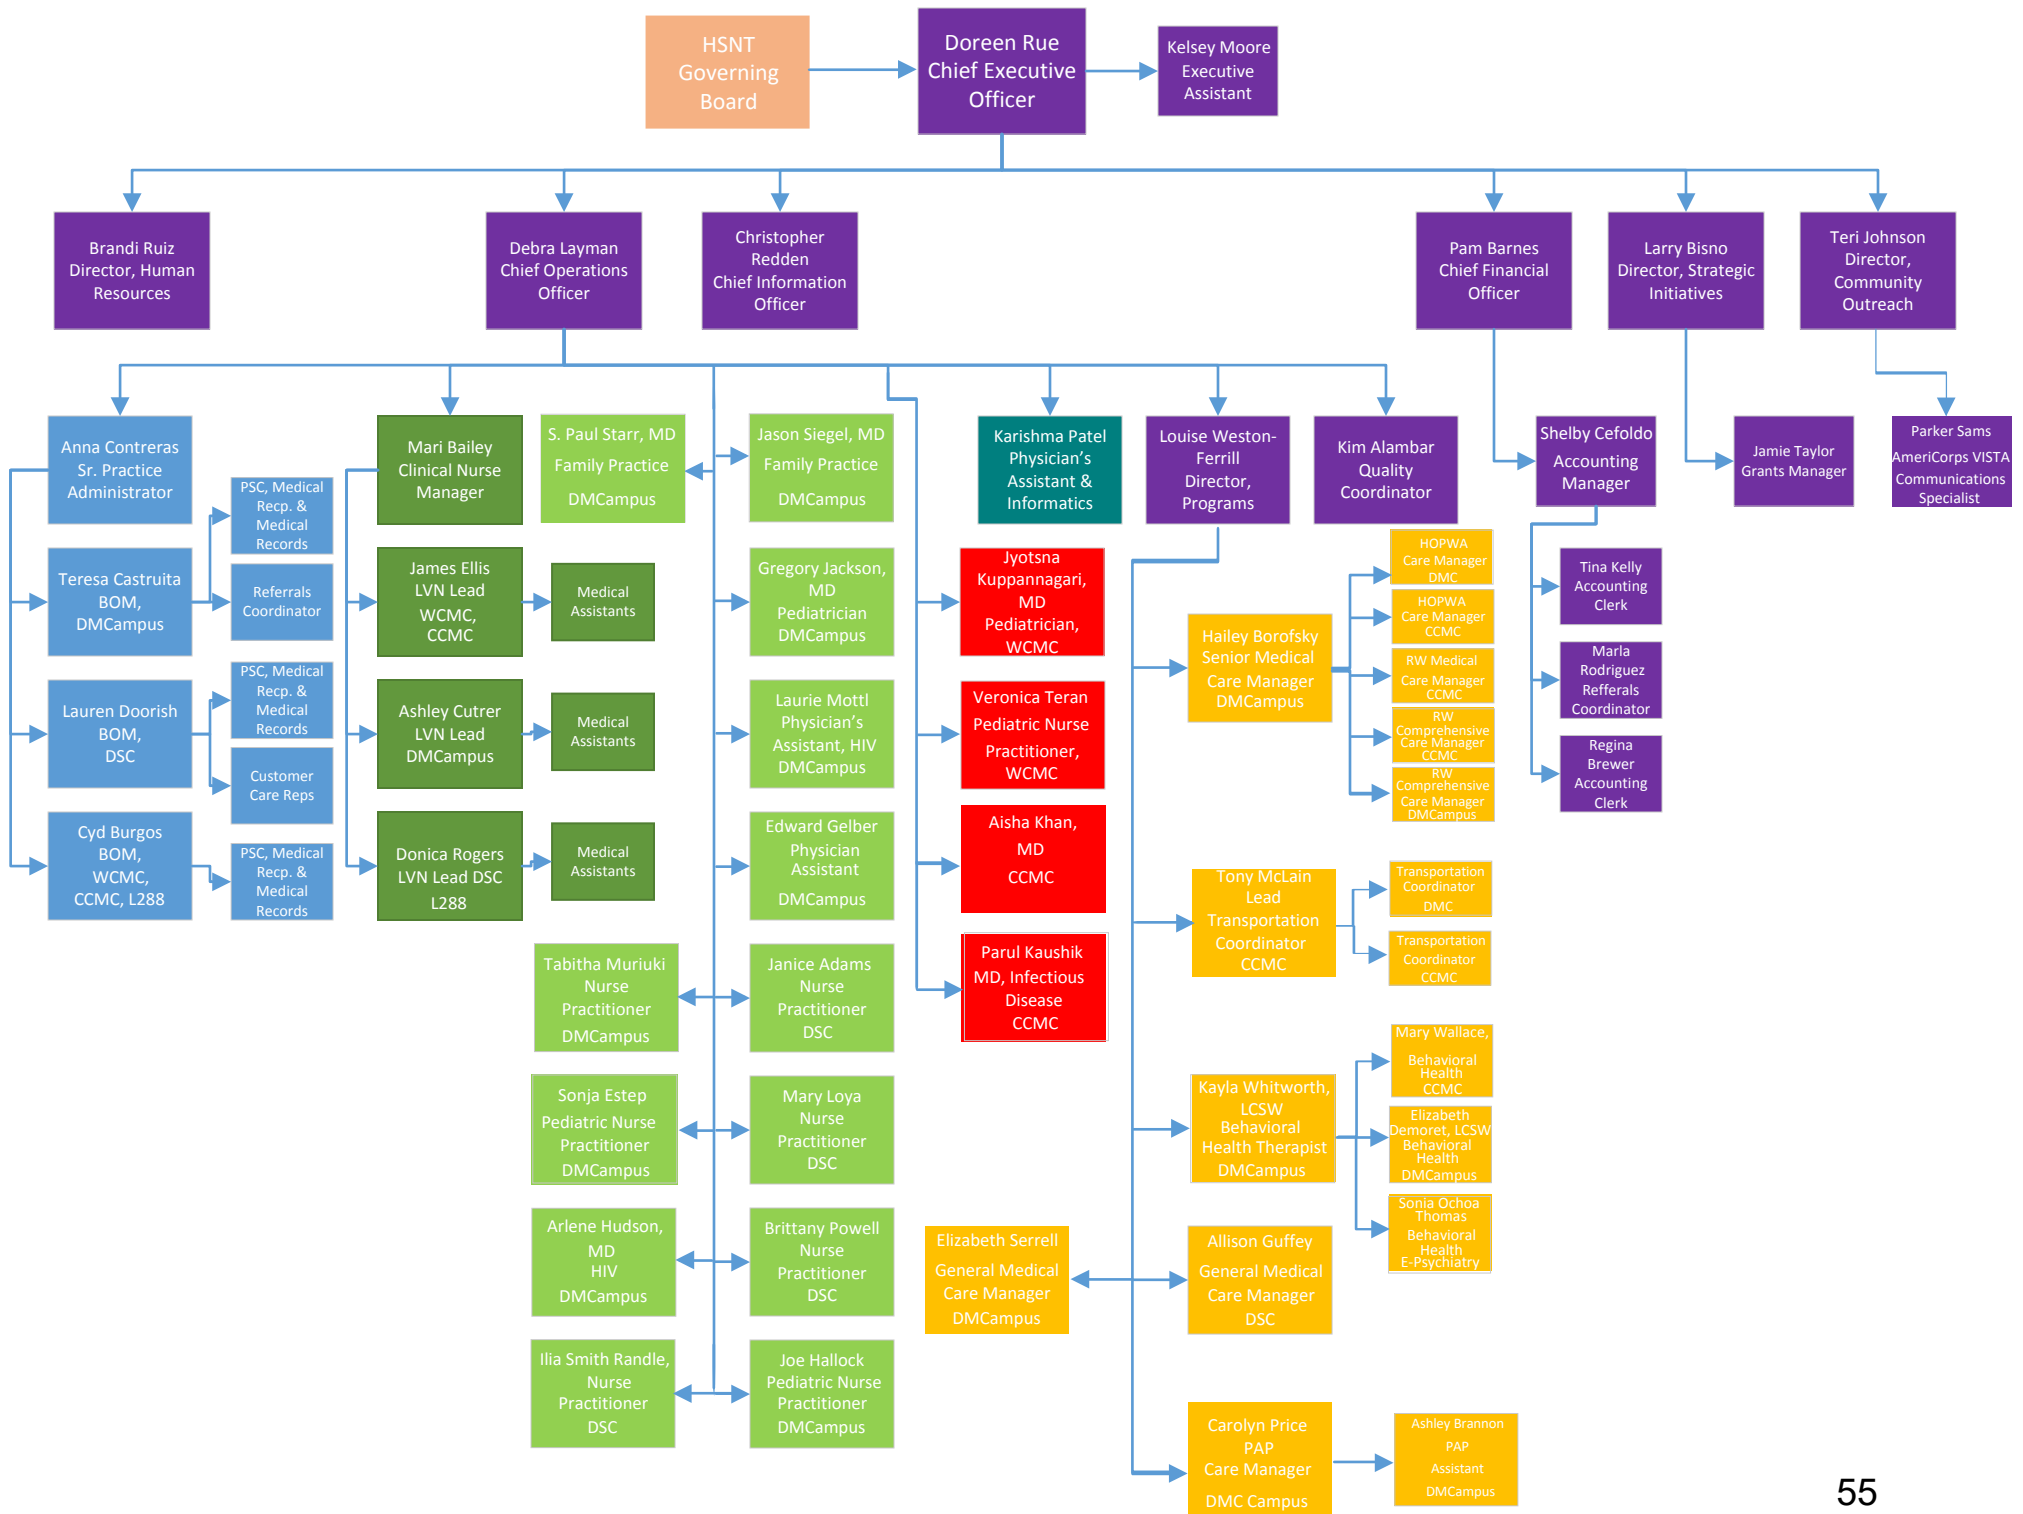 HSNT
Governing
Board
Doreen Rue
Chief Executive
Officer
Kelsey Moore
Executive
Assistant
Brandi Ruiz
Director, Human
Resources
Debra Layman
Chief Operations
Officer
Christopher
Redden
Chief Information
Officer
Pam Barnes
Chief Financial
Officer
Larry Bisno
Director, Strategic
Initiatives
Teri Johnson
Director,
Community
Outreach
Anna Contreras
Sr. Practice
Administrator
Teresa Castruita
BOM,
DMCampus
Lauren Doorish
BOM,
DSC
Cyd Burgos
BOM,
WCMC,
CCMC, L288
PSC, Medical
Recp. &
Medical
Records
Referrals
Coordinator
PSC, Medical
Recp. &
Medical
Records
Customer
Care Reps
PSC, Medical
Recp. &
Medical
Records
Mari Bailey
Clinical Nurse
Manager
James Ellis
LVN Lead
WCMC,
CCMC
Ashley Cutrer
LVN Lead
DMCampus
Donica Rogers
LVN Lead DSC
L288
Medical
Assistants
Medical
Assistants
Medical
Assistants
S. Paul Starr, MD
Family Practice
DMCampus
Jason Siegel, MD
Family Practice
DMCampus
Gregory Jackson,
MD
Pediatrician
DMCampus
Laurie Mottl
Physician’s
Assistant, HIV
DMCampus
Edward Gelber
Physician
Assistant
DMCampus
Tabitha Muriuki
Nurse
Practitioner
DMCampus
Janice Adams
Nurse
Practitioner
DSC
Sonja Estep
Pediatric Nurse
Practitioner
DMCampus
Mary Loya
Nurse
Practitioner
DSC
Arlene Hudson,
MD
HIV
DMCampus
Brittany Powell
Nurse
Practitioner
DSC
Ilia Smith Randle,
Nurse
Practitioner
DSC
Joe Hallock
Pediatric Nurse
Practitioner
DMCampus
Jyotsna
Kuppannagari,
MD
Pediatrician,
WCMC
Veronica Teran
Pediatric Nurse
Practitioner,
WCMC
Aisha Khan,
MD
CCMC
Parul Kaushik
MD, Infectious
Disease
CCMC
Karishma Patel
Physician’s
Assistant &
Informatics
Louise Weston-
Ferrill
Director,
Programs
Kim Alambar
Quality
Coordinator
Hailey Borofsky
Senior Medical
Care Manager
DMCampus
HOPWA
Care Manager
DMC
HOPWA
Care Manager
CCMC
RW Medical
Care Manager
CCMC
RW
Comprehensive
Care Manager
CCMC
RW
Comprehensive
Care Manager
DMCampus
Tony McLain
Lead
Transportation
Coordinator
CCMC
Transportation
Coordinator
DMC
Transportation
Coordinator
CCMC
Kayla Whitworth,
LCSW
Behavioral
Health Therapist
DMCampus
Mary Wallace,
Behavioral
Health
CCMC
Elizabeth
Demoret, LCSW
Behavioral
Health
DMCampus
Sonia Ochoa
Thomas
Behavioral
Health
E-Psychiatry
Elizabeth Serrell
General Medical
Care Manager
DMCampus
Allison Guffey
General Medical
Care Manager
DSC
Carolyn Price
PAP
Care Manager
DMC Campus
Ashley Brannon
PAP
Assistant
DMCampus
Shelby Cefoldo
Accounting
Manager
Tina Kelly
Accounting
Clerk
Marla
Rodriguez
Refferals
Coordinator
Regina
Brewer
Accounting
Clerk
Jamie Taylor
Grants Manager
Parker Sams
AmeriCorps VISTA
Communications
Specialist
55